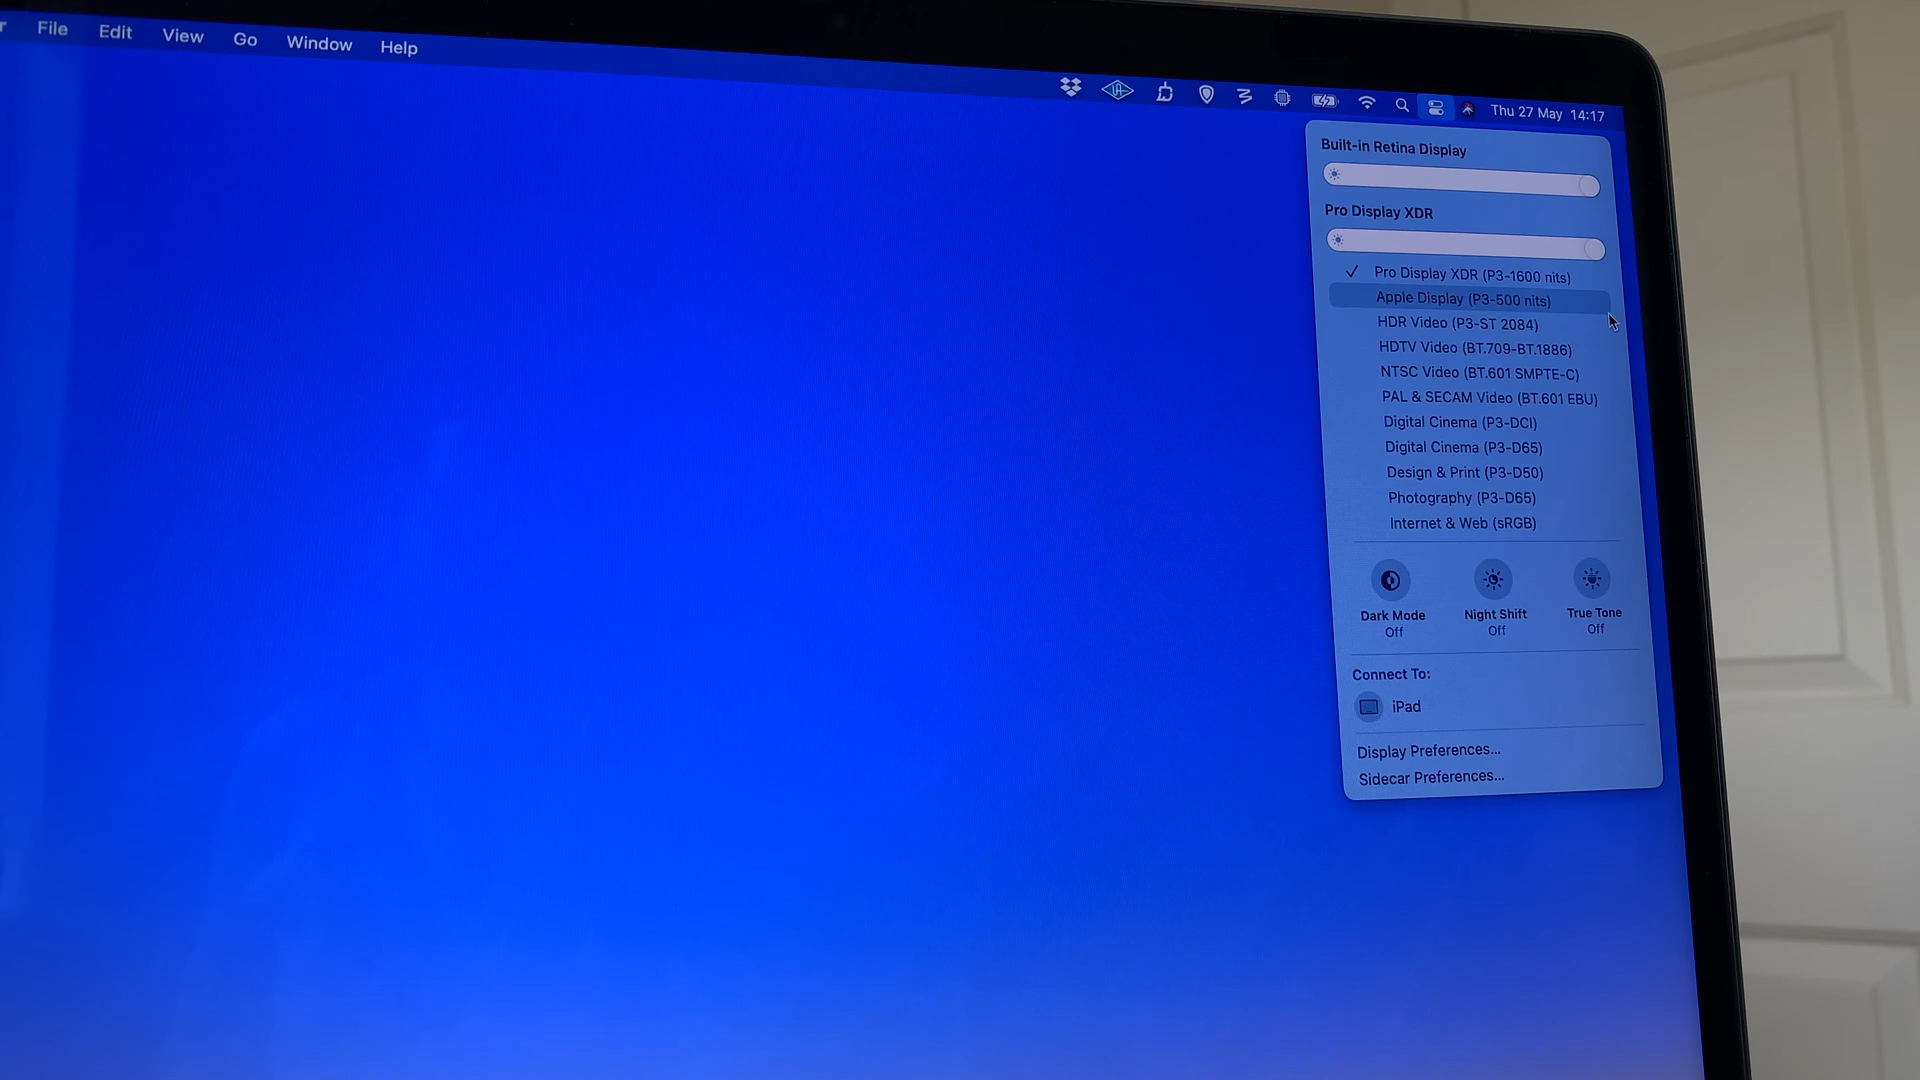 File Edit View Go Window Help
Thu 27 May 14:17
Built-in Retina Display
Pro Display XDR
✓ Pro Display XDR (P3-1600 nits)
Apple Display (P3-500 nits)
HDR Video (P3-ST 2084)
HDTV Video (BT.709-BT.1886)
NTSC Video (BT.601 SMPTE-C)
PAL & SECAM Video (BT.601 EBU)
Digital Cinema (P3-DCI)
Digital Cinema (P3-D65)
Design & Print (P3-D50)
Photography (P3-D65)
Internet & Web (sRGB)
Dark Mode Night Shift True Tone
Off Off Off
Connect To:
iPad
Display Preferences...
Sidecar Preferences...